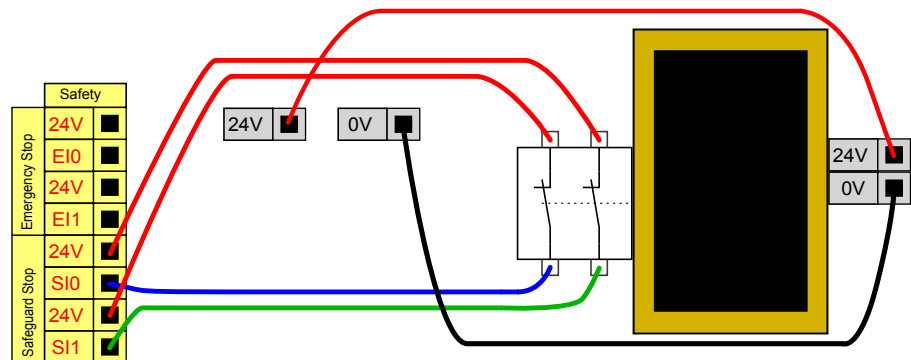 Safety
Emergency Stop
24V
EI0
24V
EI1
Safeguard Stop
24V
SI0
24V
SI1
24V
0V
24V
0V